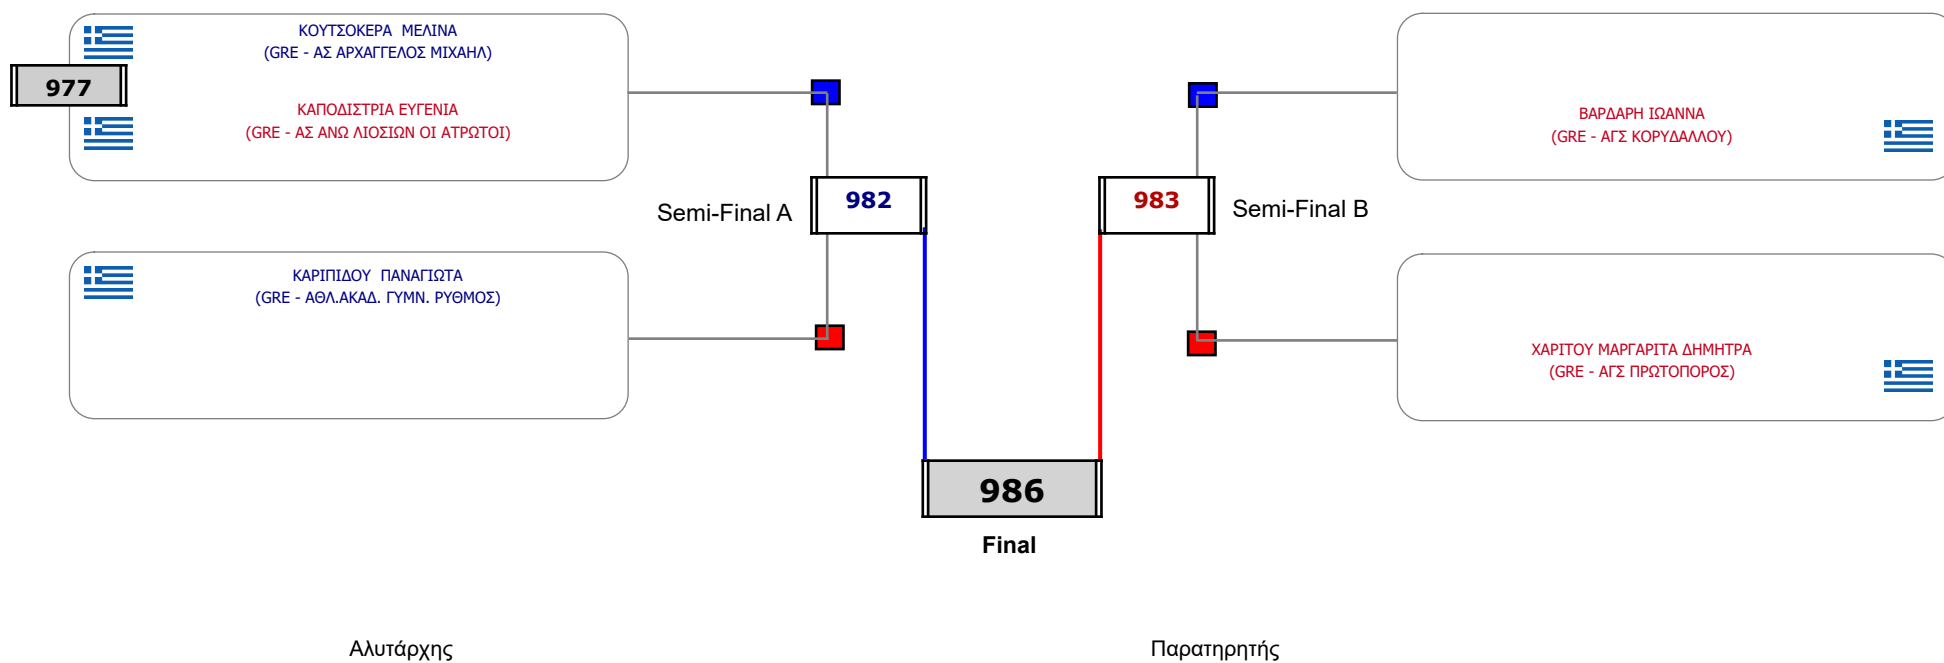 ΚΟΥΤΣΟΚΕΡΑ ΜΕΛΙΝΑ
(GRE - ΑΣ ΑΡΧΑΓΓΕΛΟΣ ΜΙΧΑΗΛ)
977
ΚΑΠΟΔΙΣΤΡΙΑ ΕΥΓΕΝΙΑ
(GRE - ΑΣ ΑΝΩ ΛΙΟΣΙΩΝ ΟΙ ΑΤΡΩΤΟΙ)
ΒΑΡΔΑΡΗ ΙΩΑΝΝΑ
(GRE - ΑΓΣ ΚΟΡΥΔΑΛΛΟΥ)
Semi-Final A
982
983
Semi-Final B
ΚΑΡΙΠΙΔΟΥ ΠΑΝΑΓΙΩΤΑ
(GRE - ΑΘΛ.ΑΚΑΔ. ΓΥΜΝ. ΡΥΘΜΟΣ)
ΧΑΡΙΤΟΥ ΜΑΡΓΑΡΙΤΑ ΔΗΜΗΤΡΑ
(GRE - ΑΓΣ ΠΡΩΤΟΠΟΡΟΣ)
986
Final
Αλυτάρχης
Παρατηρητής